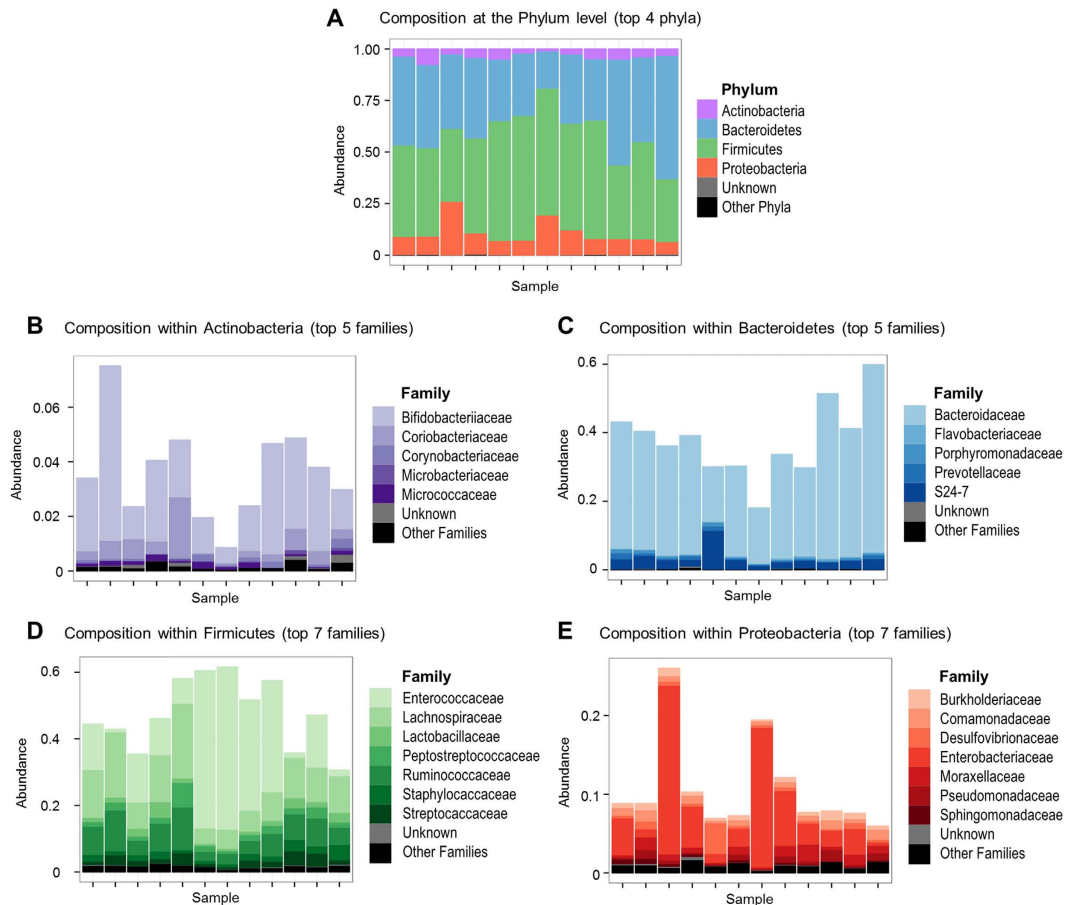 A Composition at the Phylum level (top 4 phyla)
1.00
0.75
0.50
0.25
0
Abundance
Sample
Phylum
Actinobacteria
Bacteroidetes
Firmicutes
Proteobacteria
Unknown
Other Phyla
B Composition within Actinobacteria (top 5 families)
0.06
0.04
0.02
0
Abundance
Sample
Family
Bifidobacteriiaceae
Coriobacteriaceae
Corynobacteriaceae
Microbacteriaceae
Micrococcaceae
Unknown
Other Families
C Composition within Bacteroidetes (top 5 families)
0.6
0.4
0.2
0
Abundance
Sample
Family
Bacteroidaceae
Flavobacteriaceae
Porphyromonadaceae
Prevotellaceae
S24-7
Unknown
Other Families
D Composition within Firmicutes (top 7 families)
0.6
0.4
0.2
0
Abundance
Sample
Family
Enterococcaceae
Lachnospiraceae
Lactobacillaceae
Peptostreptococcaceae
Ruminococcaceae
Staphylocaccaceae
Streptocaccaceae
Unknown
Other Families
E Composition within Proteobacteria (top 7 families)
0.2
0.1
0
Abundance
Sample
Family
Burkholderiaceae
Comamonadaceae
Desulfovibrionaceae
Enterobacteriaceae
Moraxellaceae
Pseudomonadaceae
Sphingomonadaceae
Unknown
Other Families